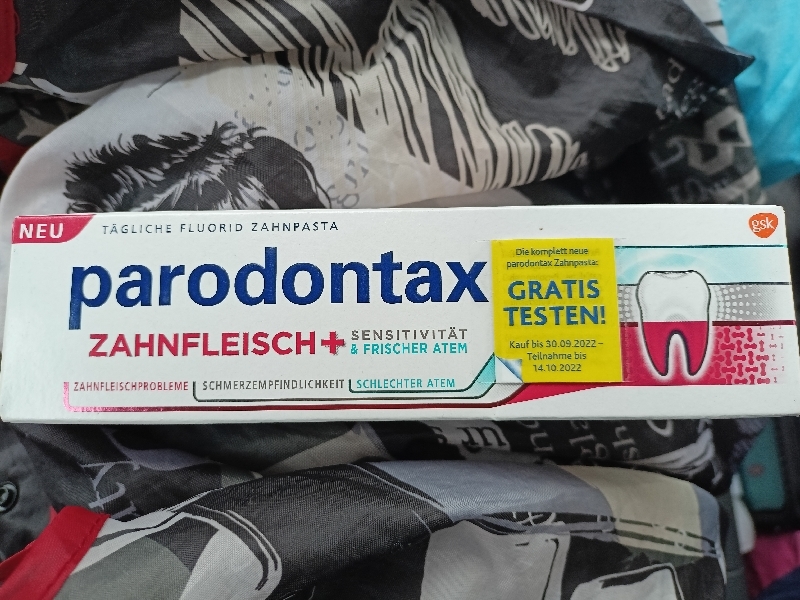 NEU
TÄGLICHE FLUORID ZAHNPASTA
gsk
parodontax
ZAHNFLEISCH+
SENSITIVITÄT
& FRISCHER ATEM
ZAHNFLEISCHPROBLEME
SCHMERZEMPFINDLICHKEIT
SCHLECHTER ATEM
Die komplett neue
parodontax Zahnpasta:
GRATIS
TESTEN!
Kauf bis 30.09.2022 –
Teilnahme bis
14.10.2022